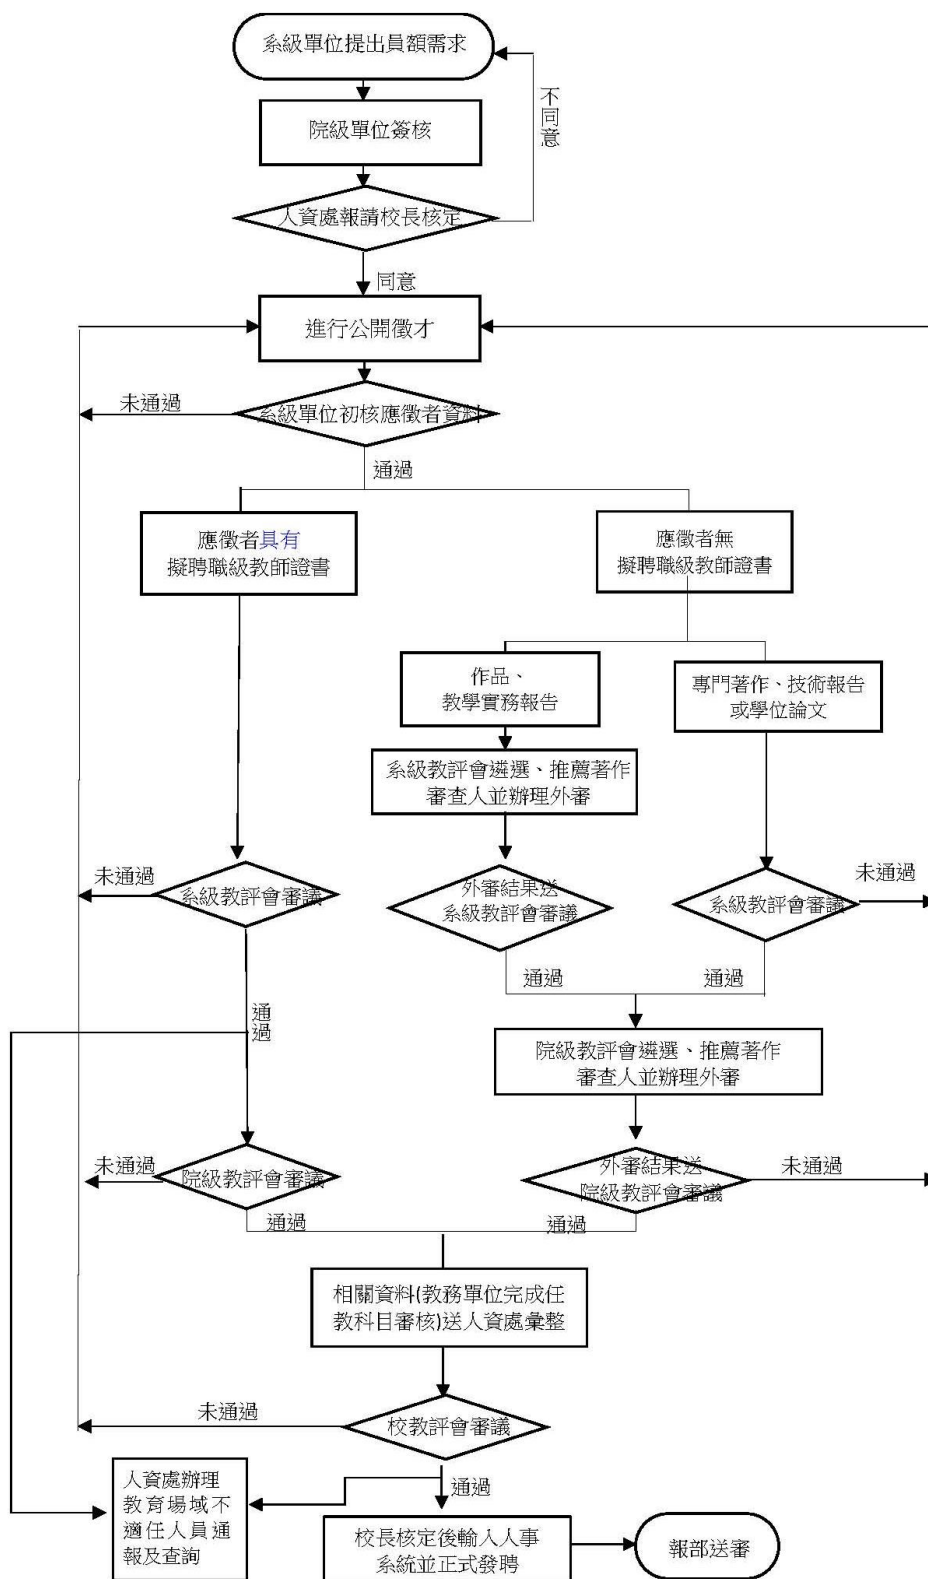 系級單位提出員額需求
不同意
院級單位簽核
人資處報請校長核定
同意
進行公開徵才
未通過
系級單位初核應徵者資料
通過
應徵者具有
擬聘職級教師證書
應徵者無
擬聘職級教師證書
作品、
教學實務報告
專門著作、技術報告
或學位論文
系級教評會遴選、推薦著作
審查人並辦理外審
未通過
系級教評會審議
外審結果送
系級教評會審議
系級教評會審議
未通過
通過
通過
通過
院級教評會遴選、推薦著作
審查人並辦理外審
未通過
院級教評會審議
外審結果送
院級教評會審議
未通過
通過
通過
相關資料(教務單位完成任
教科目審核)送人資處彙整
未通過
校教評會審議
通過
人資處辦理
教育場域不
適任人員通
報及查詢
校長核定後輸入人事
系統並正式發聘
報部送審